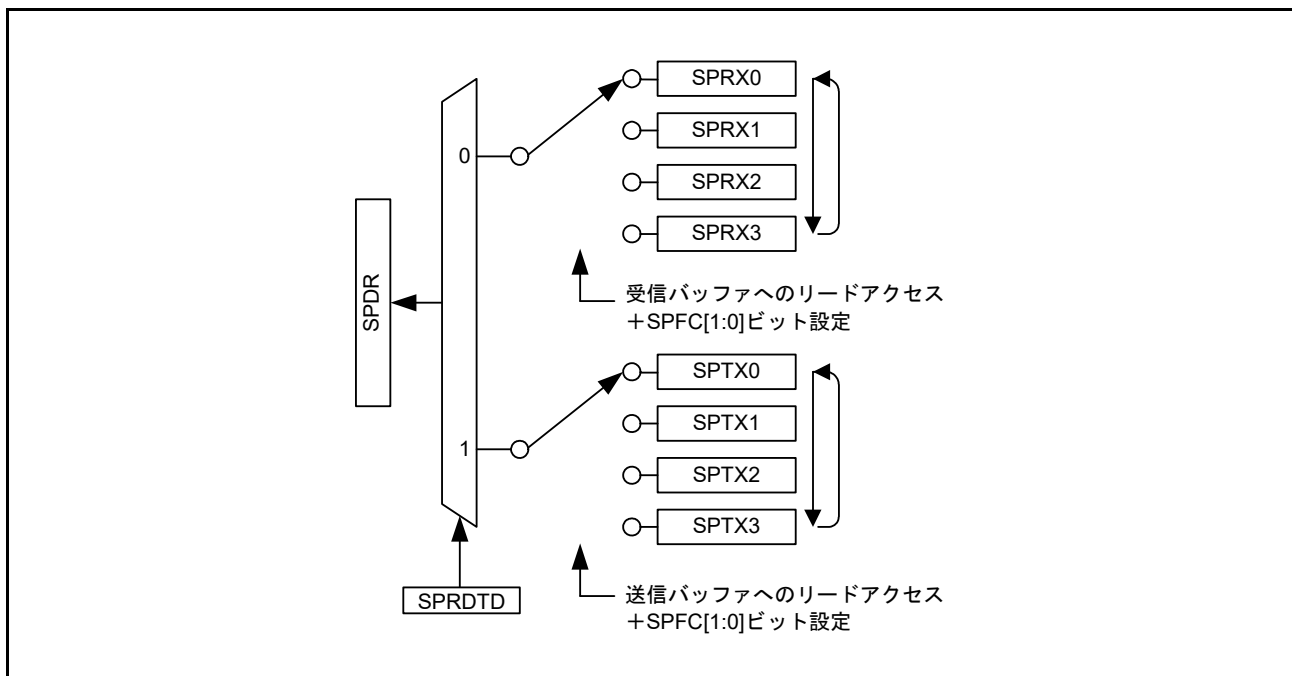 SPRX0
SPRX1
0
SPRX2
SPRX3
SPDR
受信バッファへのリードアクセス
＋SPFC[1:0]ビット設定
SPTX0
SPTX1
1
SPTX2
SPTX3
SPRDTD
送信バッファへのリードアクセス
＋SPFC[1:0]ビット設定